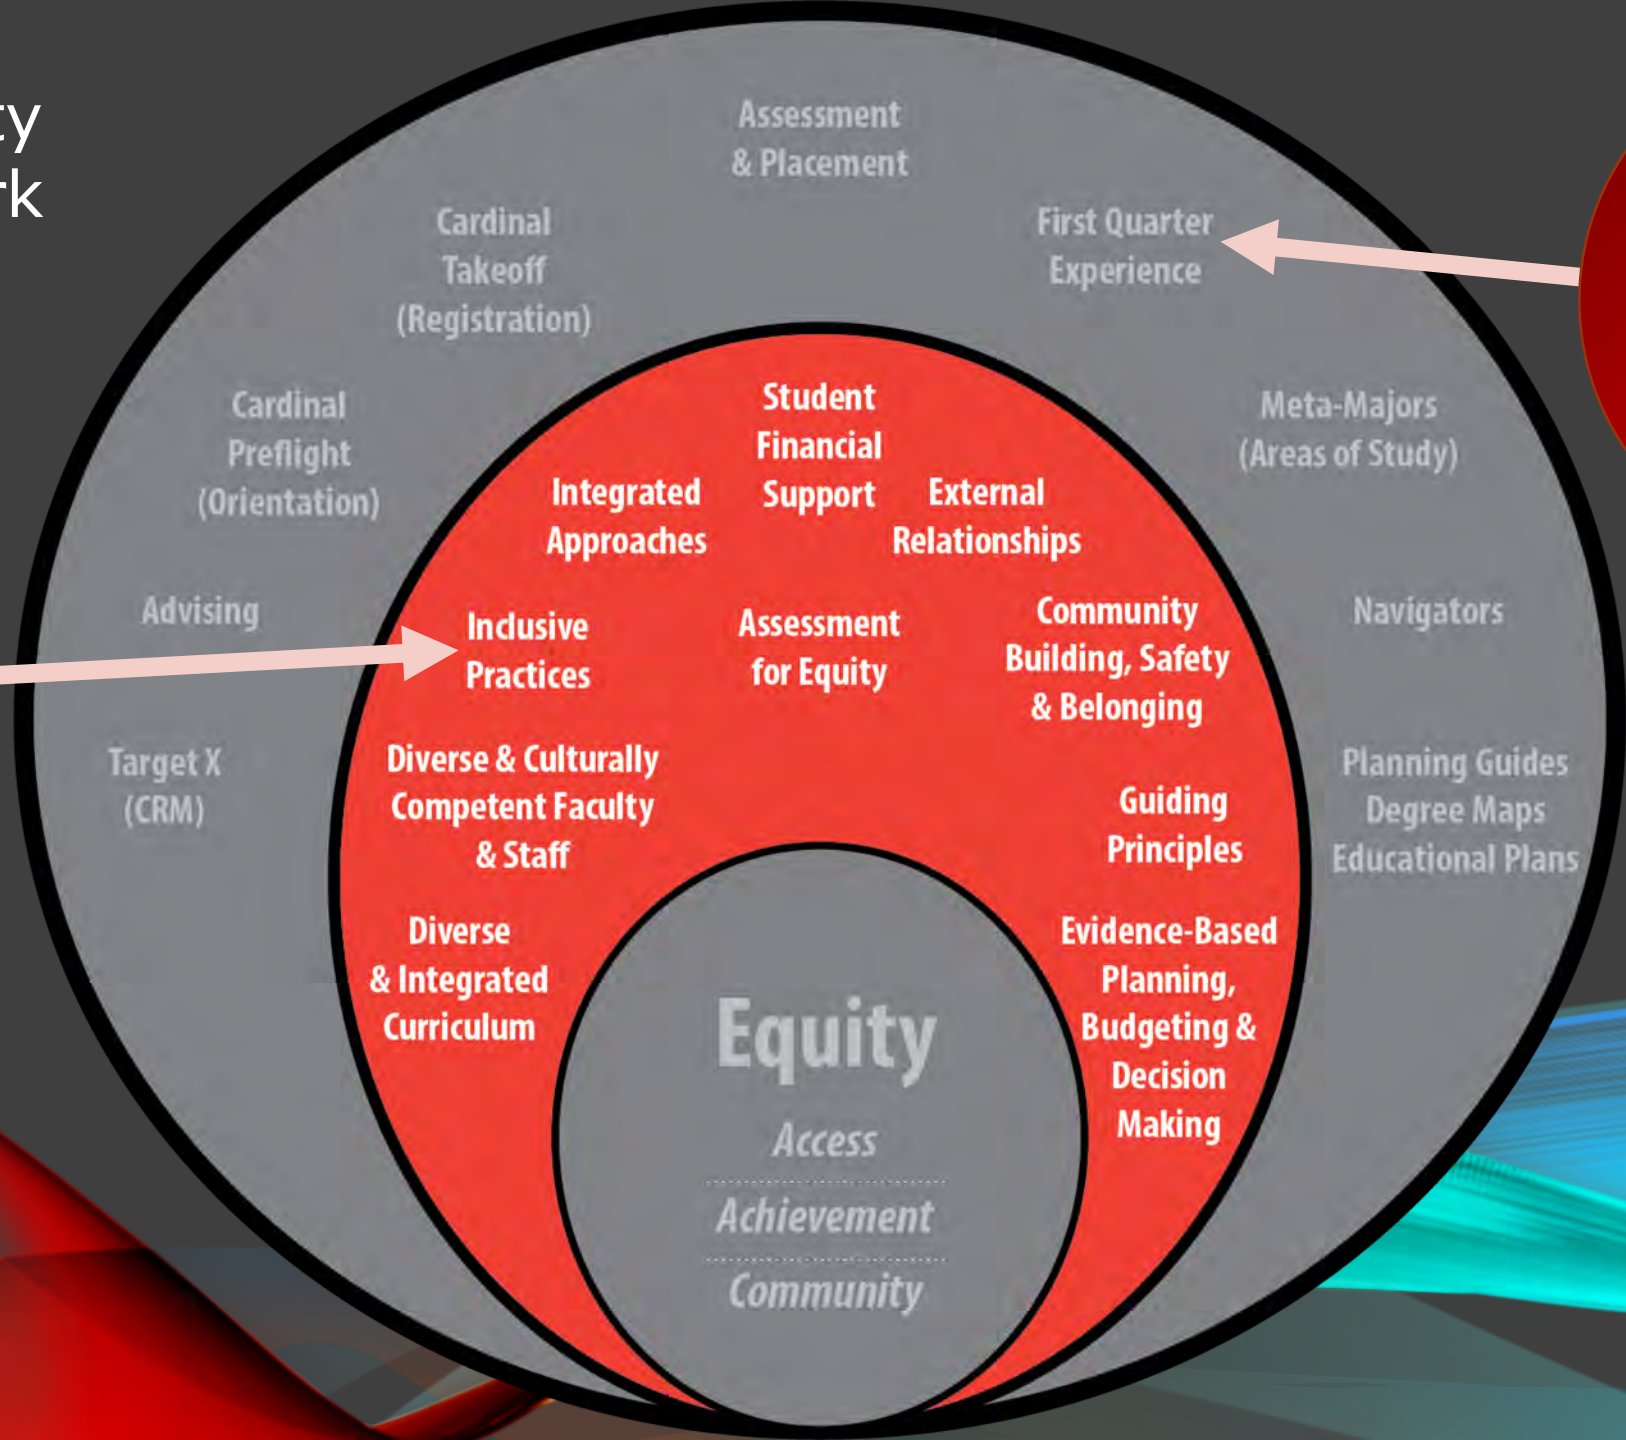 ty
rk
Assessment
& Placement
Cardinal
Takeoff
(Registration)
First Quarter
Experience
Cardinal
Preflight
(Orientation)
Meta-Majors
(Areas of Study)
Advising
Navigators
Target X
(CRM)
Planning Guides
Degree Maps
Educational Plans
Student
Financial
Support
Integrated
Approaches
External
Relationships
Inclusive
Practices
Assessment
for Equity
Community
Building, Safety
& Belonging
Diverse & Culturally
Competent Faculty
& Staff
Guiding
Principles
Diverse
& Integrated
Curriculum
Evidence-Based
Planning,
Budgeting &
Decision
Making
Equity
Access
Achievement
Community